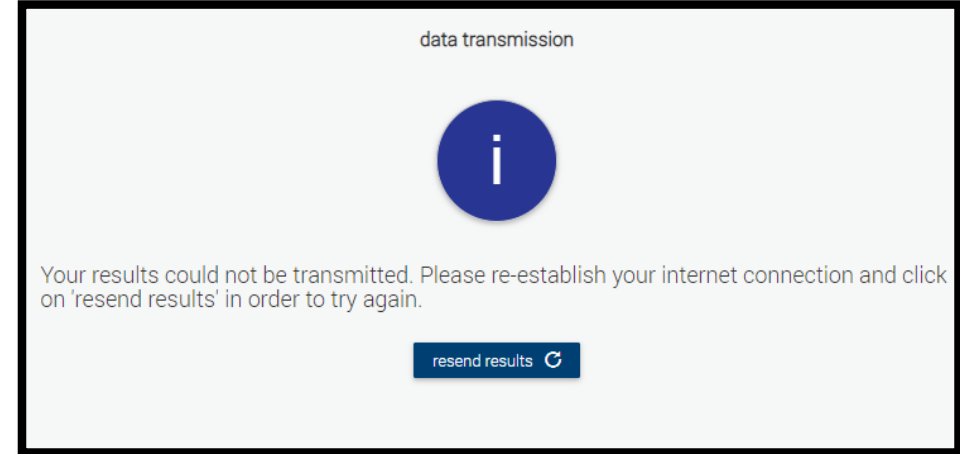 data transmission
i
Your results could not be transmitted. Please re-establish your internet connection and click
on 'resend results' in order to try again.
resend results